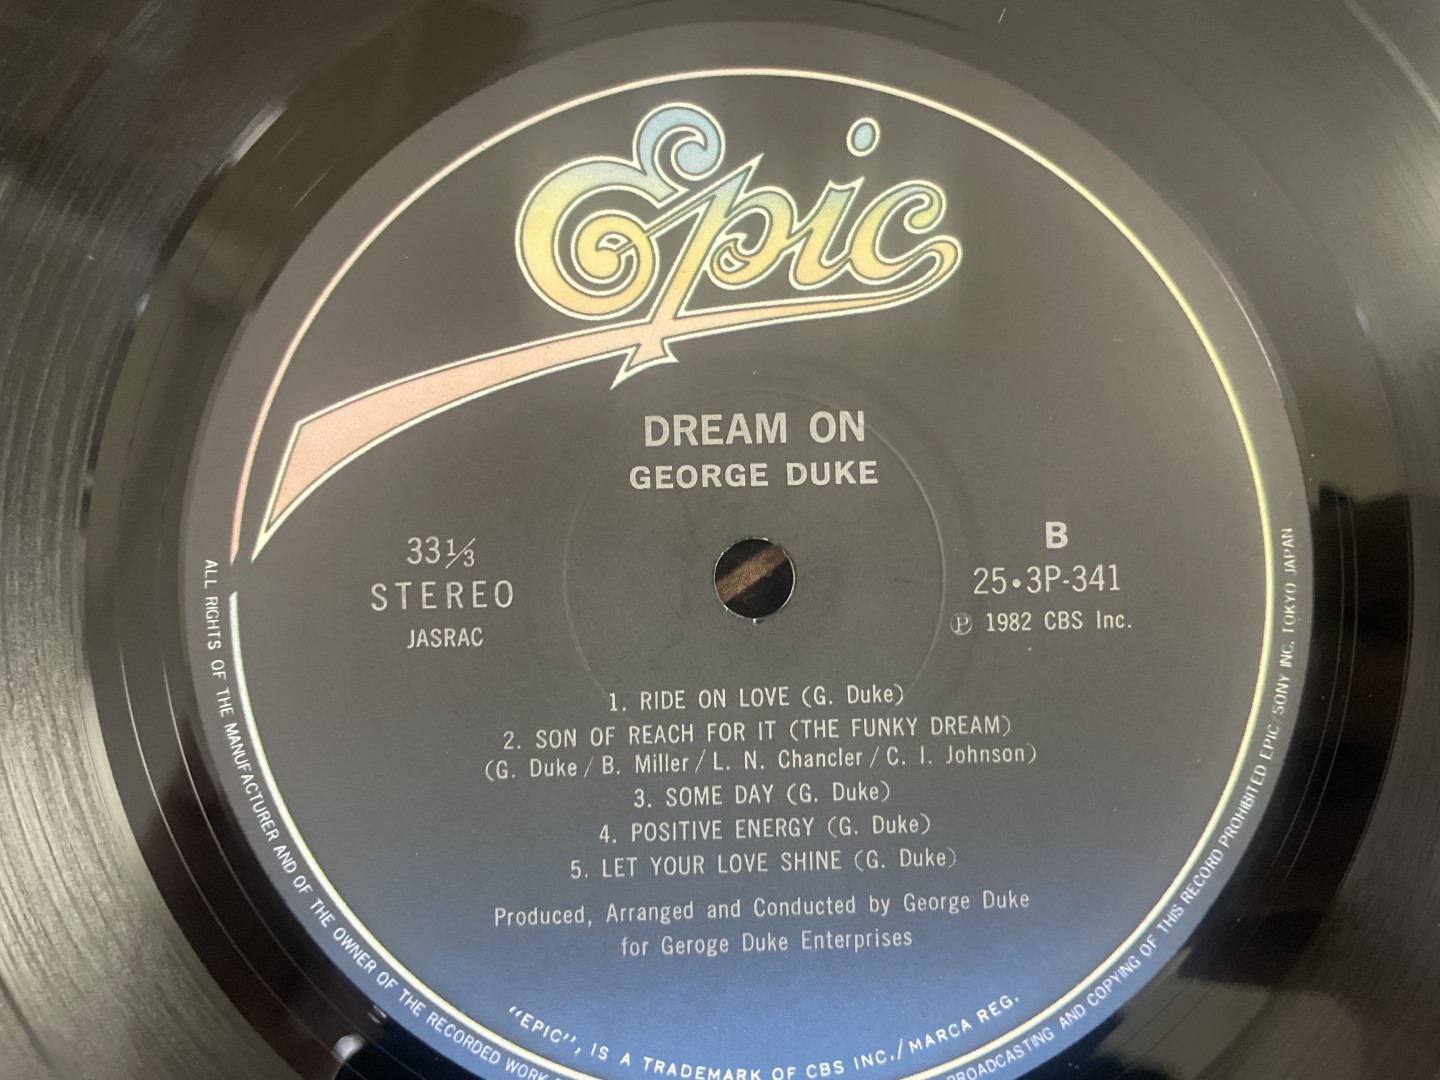 Epic
DREAM ON
GEORGE DUKE
33 1/3
STEREO
JASRAC
B
25•3P-341
Ⓟ 1982 CBS Inc.
1. RIDE ON LOVE (G. Duke)
2. SON OF REACH FOR IT (THE FUNKY DREAM)
(G. Duke / B. Miller / L. N. Chancler / C. I. Johnson)
3. SOME DAY (G. Duke)
4. POSITIVE ENERGY (G. Duke)
5. LET YOUR LOVE SHINE (G. Duke)
Produced, Arranged and Conducted by George Duke
for Geroge Duke Enterprises
“EPIC”, IS A TRADEMARK OF CBS INC./MARCA REG.
ALL RIGHTS OF THE MANUFACTURER AND OF THE OWNER OF THE RECORDED WORK
BROADCASTING AND COPYING OF THIS RECORD PROHIBITED EPIC/SONY INC. TOKYO JAPAN